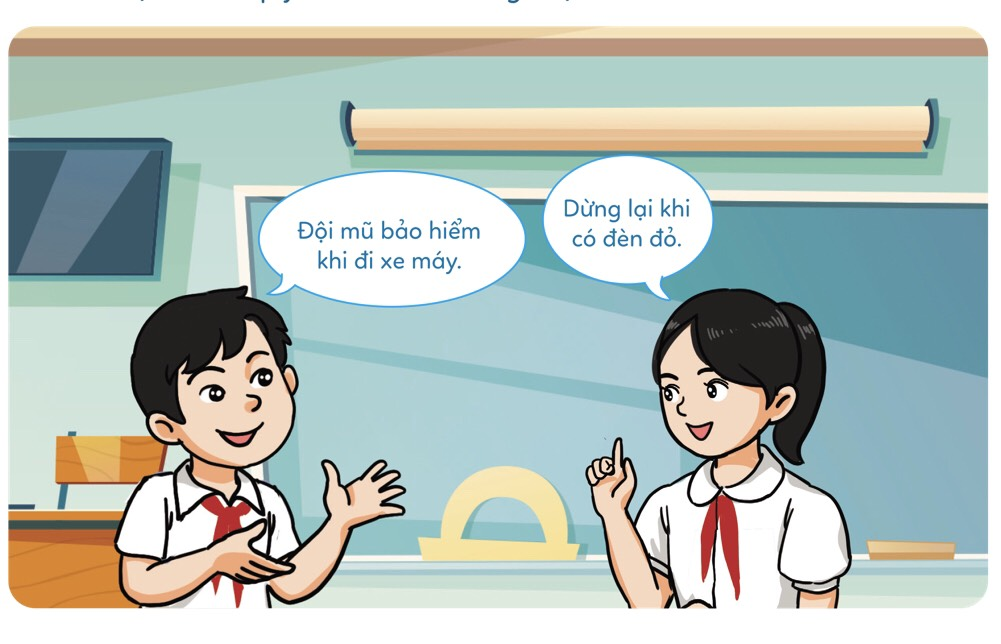 Đội mũ bảo hiểm
khi đi xe máy.
Dừng lại khi
có đèn đỏ.